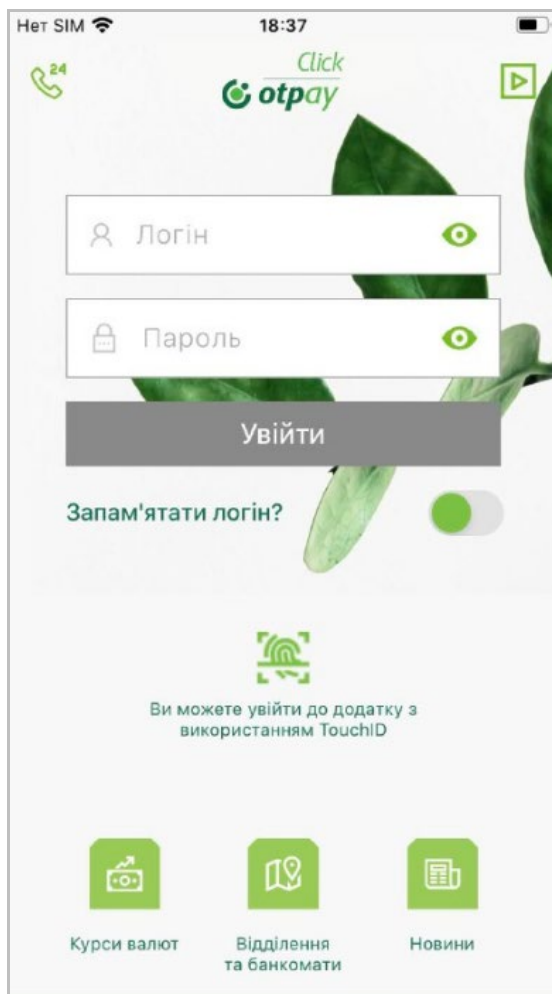 Нет SIM 18:37
24
Click
otpay
Логін
Пароль
Увійти
Запам'ятати логін?
Ви можете увійти до додатку з
використанням TouchID
Курси валют
Відділення
та банкомати
Новини